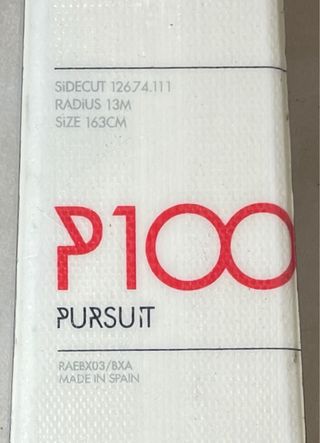 SiDECUT 126.74.111
RADiUS 13M
SiZE 163CM
P100
PURSUiT
RAEBX03/BXA
MADE IN SPAIN